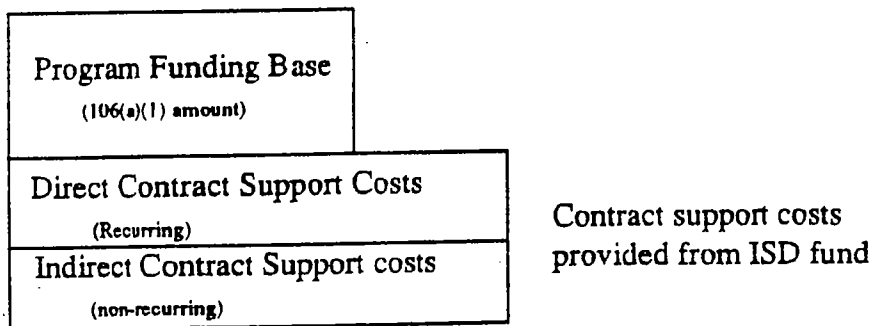 Program Funding Base
(106(a)(1) amount)
Direct Contract Support Costs
(Recurring)
Indirect Contract Support costs
(non-recurring)
Contract support costs
provided from ISD fund